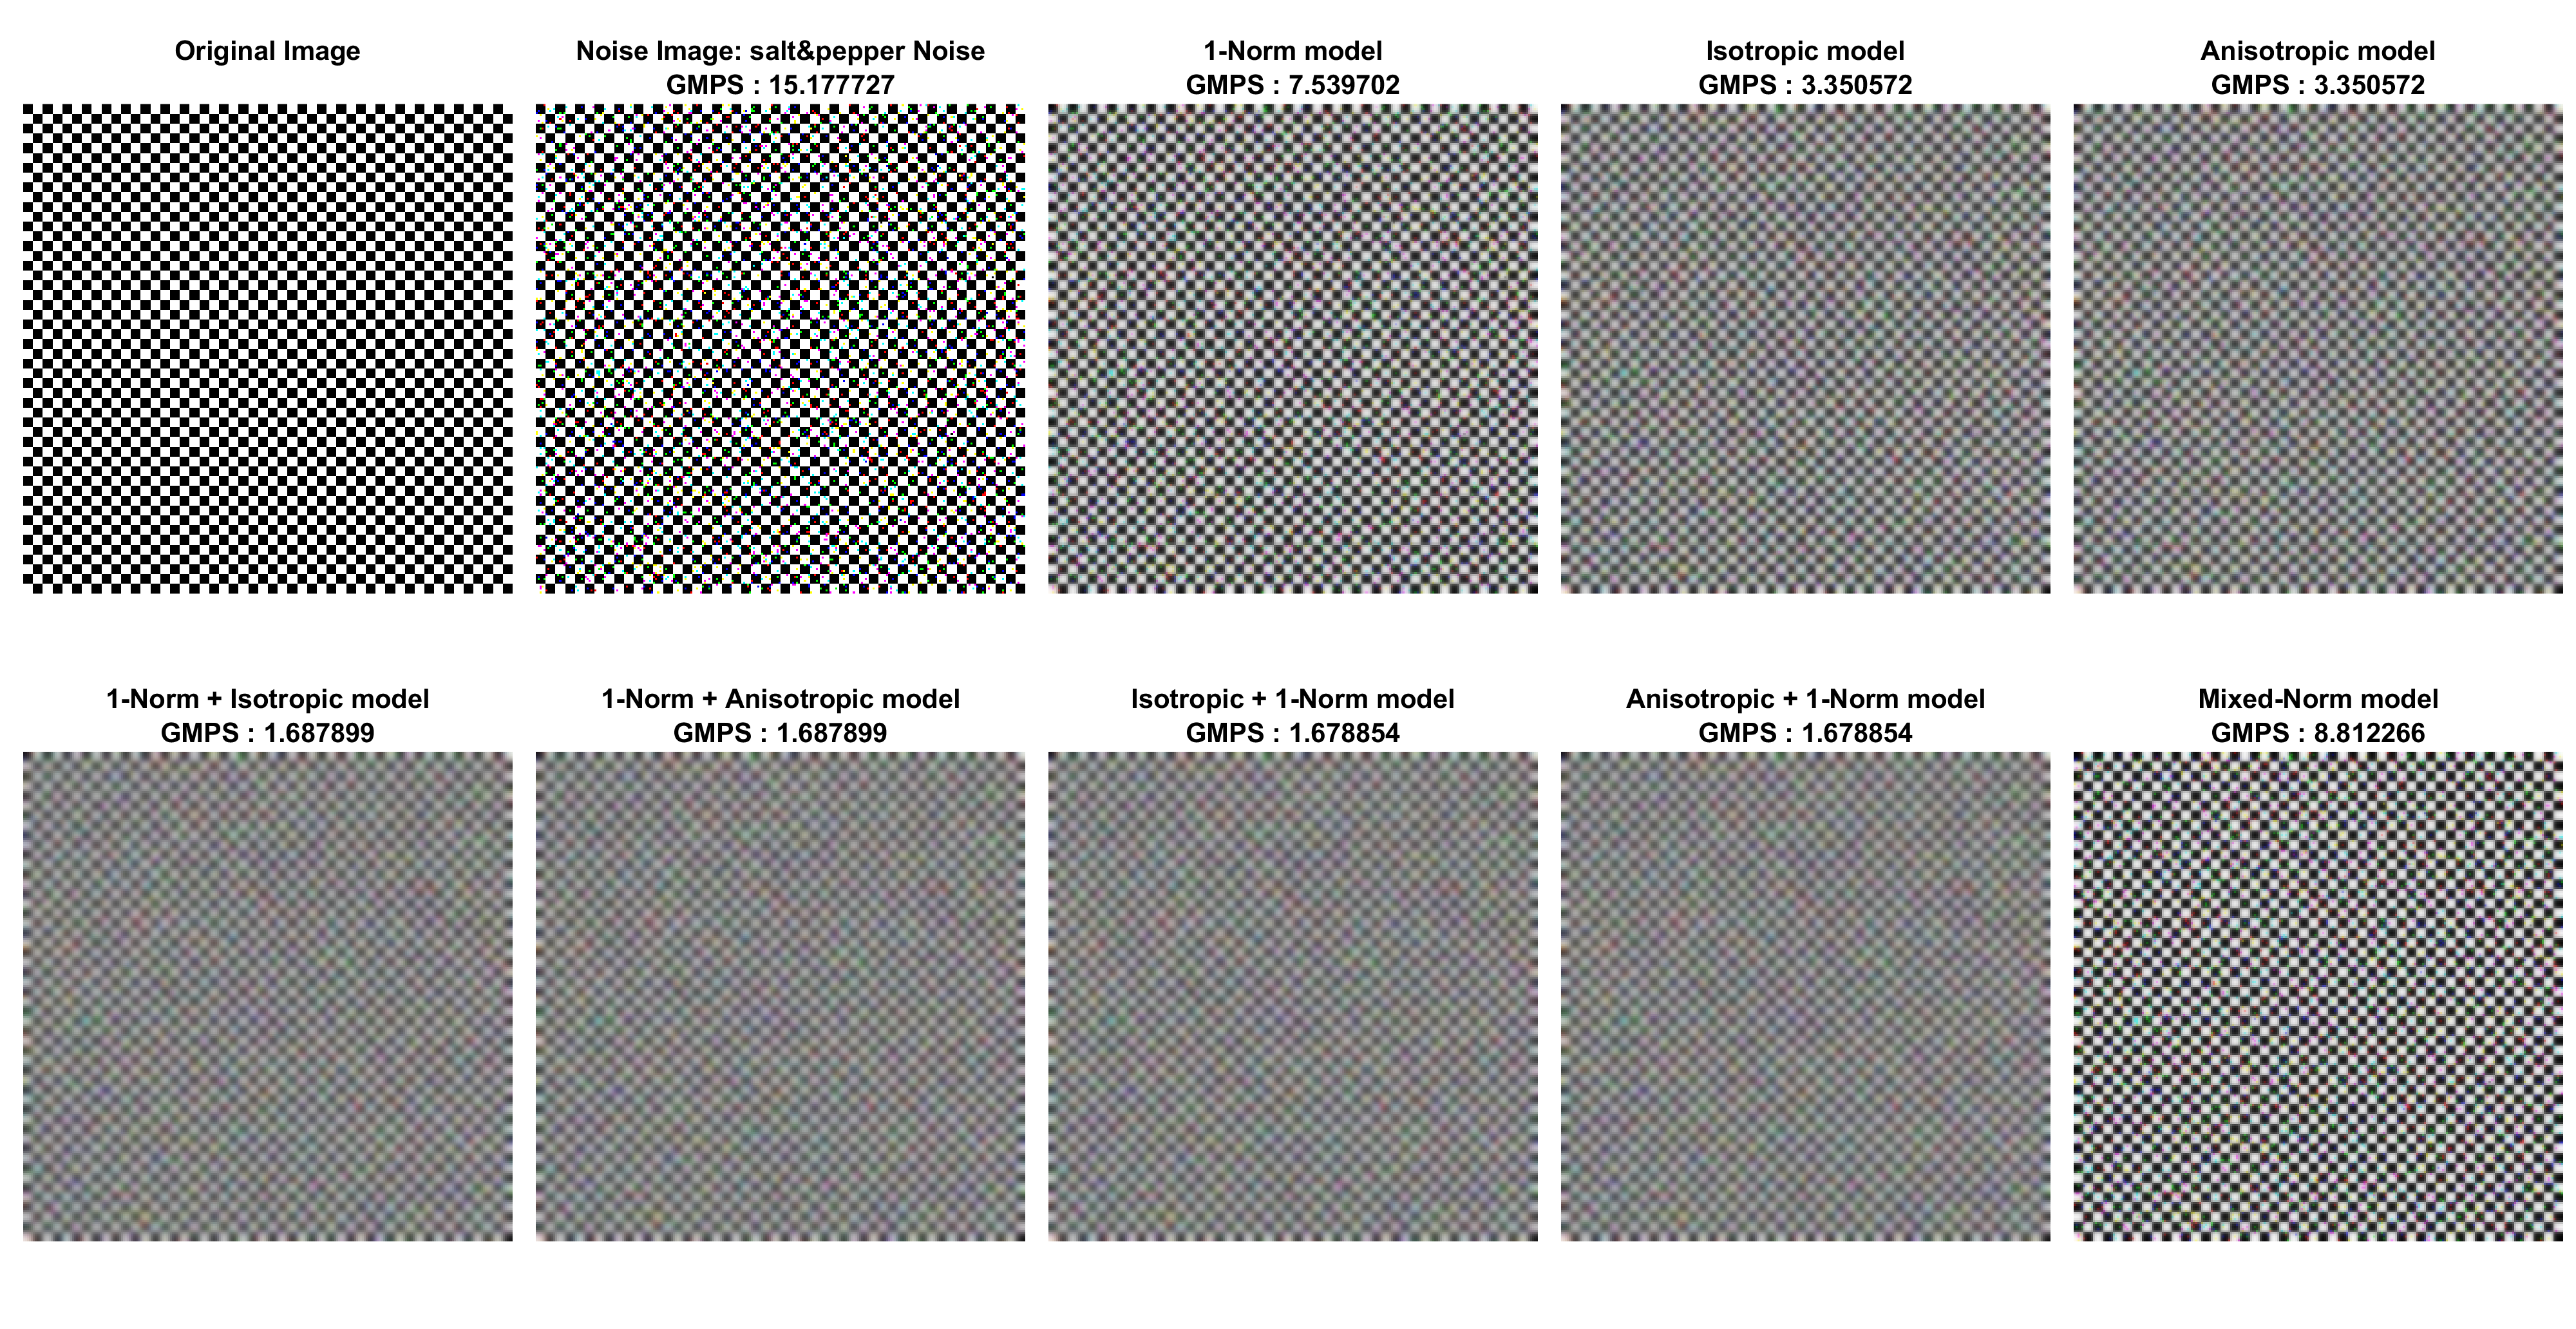 Original Image
Noise Image: salt&pepper Noise
GMPS : 15.177727
1-Norm model
GMPS : 7.539702
Isotropic model
GMPS : 3.350572
Anisotropic model
GMPS : 3.350572
1-Norm + Isotropic model
GMPS : 1.687899
1-Norm + Anisotropic model
GMPS : 1.687899
Isotropic + 1-Norm model
GMPS : 1.678854
Anisotropic + 1-Norm model
GMPS : 1.678854
Mixed-Norm model
GMPS : 8.812266